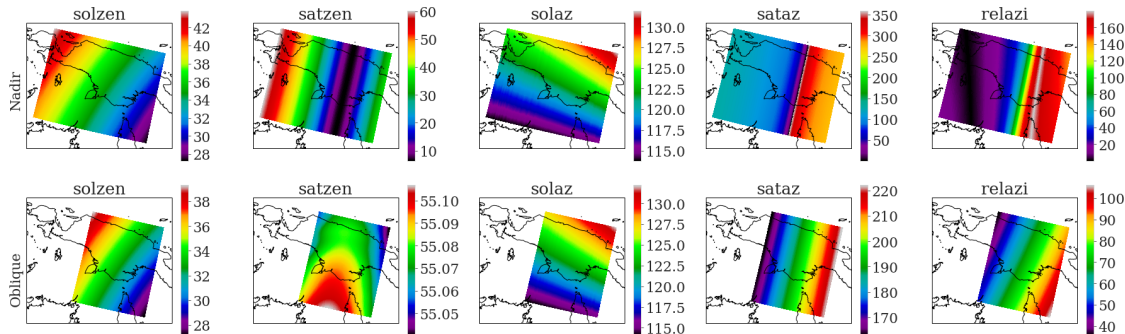 solzen satzen solaz sataz relazi
Nadir
42 40 38 36 34 32 30 28
60 50 40 30 20 10
130.0 127.5 125.0 122.5 120.0 117.5 115.0
350 300 250 200 150 100 50
160 140 120 100 80 60 40 20
solzen satzen solaz sataz relazi
Oblique
38 36 34 32 30 28
55.10 55.09 55.08 55.07 55.06 55.06 55.05
130.0 127.5 125.0 122.5 120.0 117.5 115.0
220 210 200 190 180 170
100 90 80 70 60 50 40